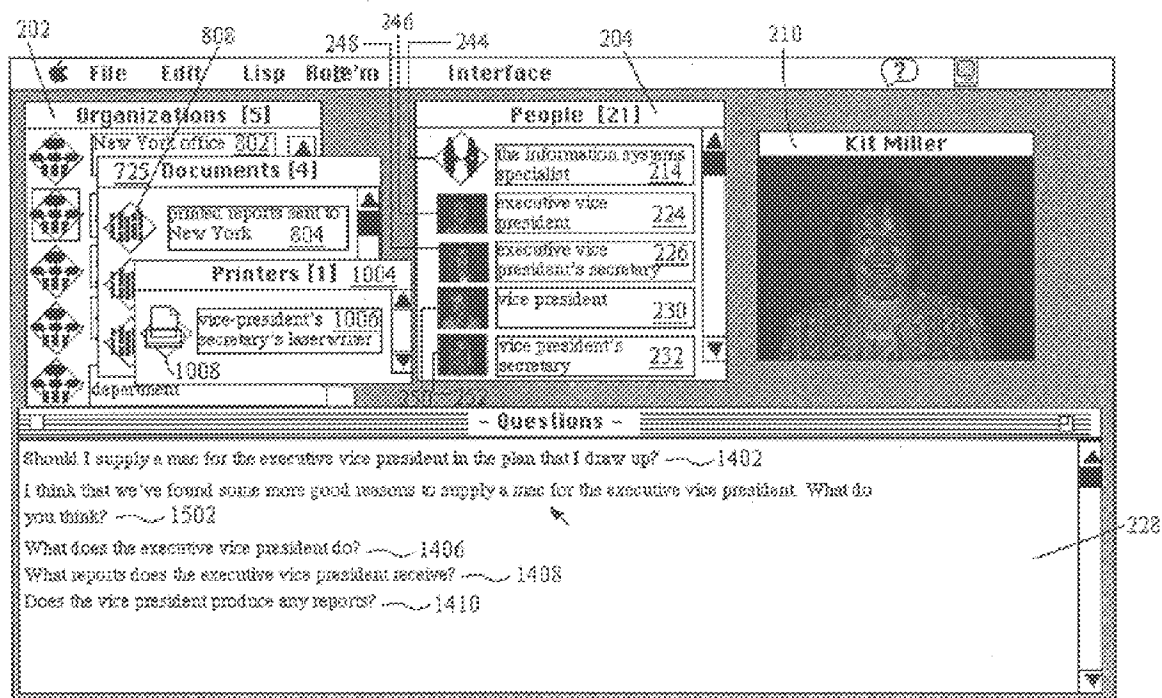 202
808
248
246
244
204
210
File Edit Lisp Interface
(?)
Organizations [5]
New York office 802
725 Documents [4]
printed reports sent to
New York 804
Printers [1] 1004
vice-president's 1006
secretary's laserwriter
1008
department
People [21]
the information systems
specialist 214
executive vice
president 224
executive vice 226
president's secretary
vice president
230
vice president's
secretary 232
Kit Miller
~ Questions ~
Should I supply a mac for the executive vice president in the plan that I draw up? 1402
I think that we've found some more good reasons to supply a mac for the executive vice president. What do
you think? 1502
What does the executive vice president do? 1406
What reports does the executive vice president receive? 1408
Does the vice president produce any reports? 1410
228